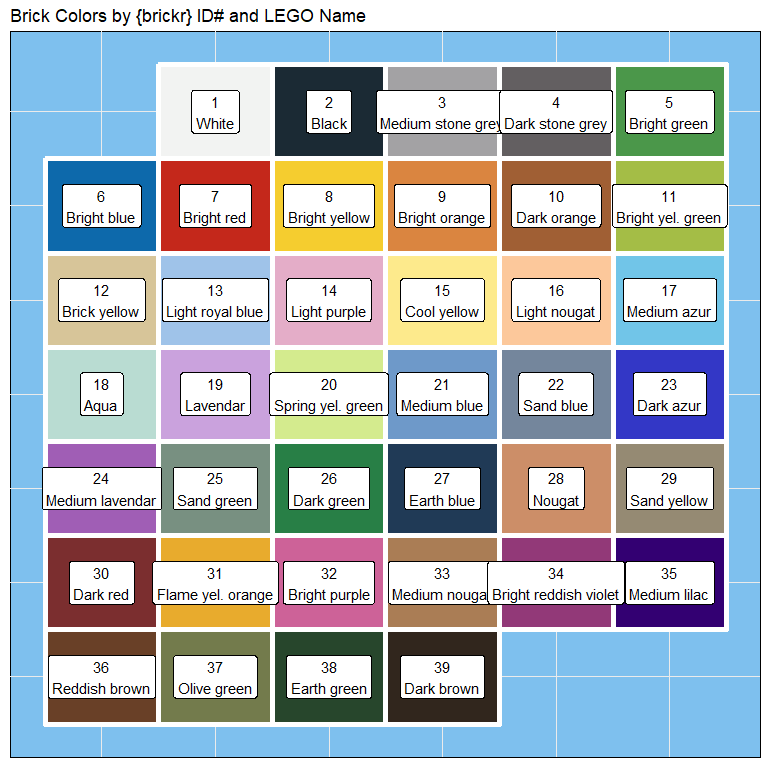 Brick Colors by {brickr} ID# and LEGO Name
1
White
2
Black
3
Medium stone grey
4
Dark stone grey
5
Bright green
6
Bright blue
7
Bright red
8
Bright yellow
9
Bright orange
10
Dark orange
11
Bright yel. green
12
Brick yellow
13
Light royal blue
14
Light purple
15
Cool yellow
16
Light nougat
17
Medium azur
18
Aqua
19
Lavendar
20
Spring yel. green
21
Medium blue
22
Sand blue
23
Dark azur
24
Medium lavendar
25
Sand green
26
Dark green
27
Earth blue
28
Nougat
29
Sand yellow
30
Dark red
31
Flame yel. orange
32
Bright purple
33
Medium nouga
34
Bright reddish violet
35
Medium lilac
36
Reddish brown
37
Olive green
38
Earth green
39
Dark brown